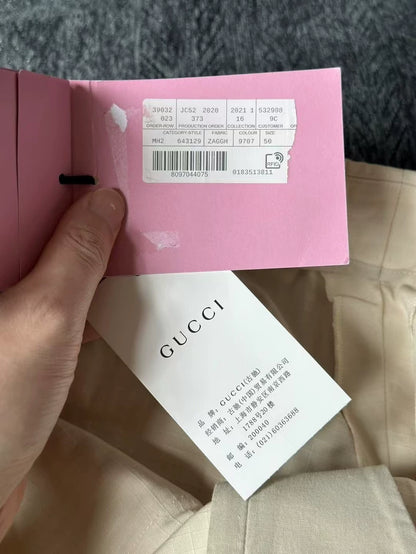 39032 JC52 2020 2021 1 532908
023 373 16 9C
ORDER-ROW PRODUCTION ORDER COLLECTION CUSTOMER
CATEGORY-STYLE FABRIC COLOUR SIZE
MH2 643129 ZAGGH 9707 50
RFID
8097044075 0183513811
GUCCI
品 牌: GUCCI(古驰)
经销商: 古驰(中国)贸易有限公司
地 址: 上海市静安区南京西路
1788号20楼
邮 编: 200040
电 话: (021)60363688